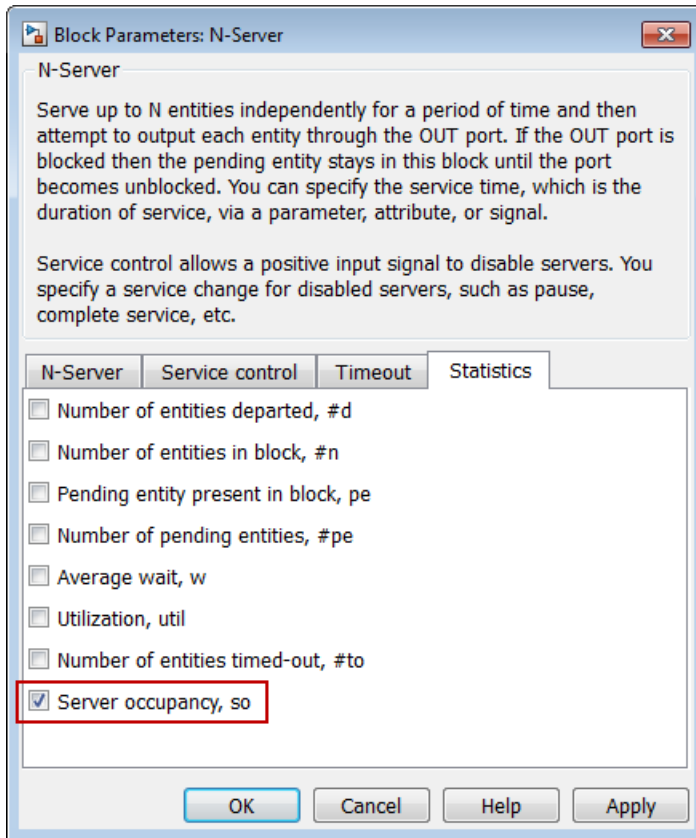 Block Parameters: N-Server
N-Server
Serve up to N entities independently for a period of time and then
attempt to output each entity through the OUT port. If the OUT port is
blocked then the pending entity stays in this block until the port
becomes unblocked. You can specify the service time, which is the
duration of service, via a parameter, attribute, or signal.
Service control allows a positive input signal to disable servers. You
specify a service change for disabled servers, such as pause,
complete service, etc.
N-Server Service control Timeout Statistics
Number of entities departed, #d
Number of entities in block, #n
Pending entity present in block, pe
Number of pending entities, #pe
Average wait, w
Utilization, util
Number of entities timed-out, #to
Server occupancy, so
OK Cancel Help Apply